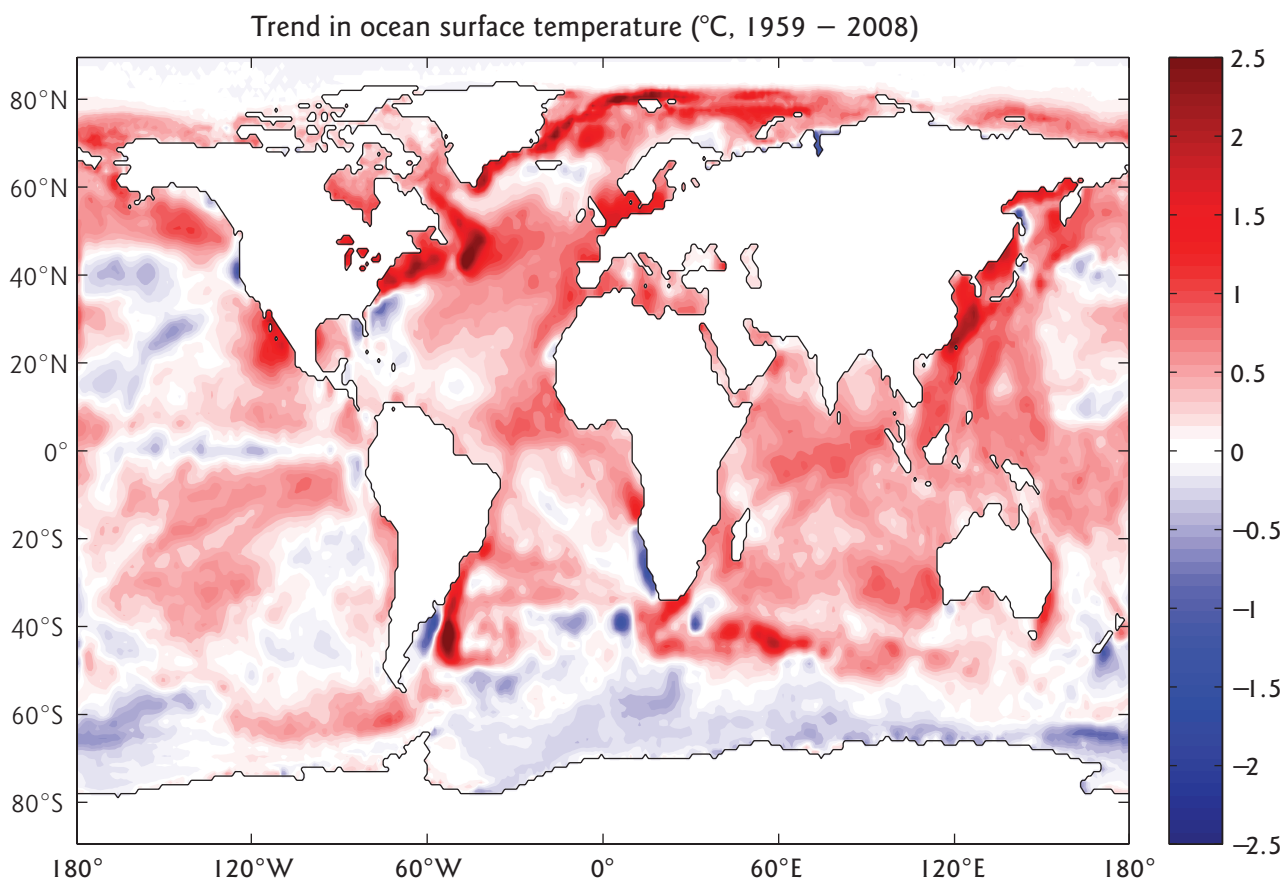 Trend in ocean surface temperature (°C, 1959 – 2008)
80°N
60°N
40°N
20°N
0°
20°S
40°S
60°S
80°S
180°
120°W
60°W
0°
60°E
120°E
180°
2.5
2
1.5
1
0.5
0
–0.5
–1
–1.5
–2
–2.5